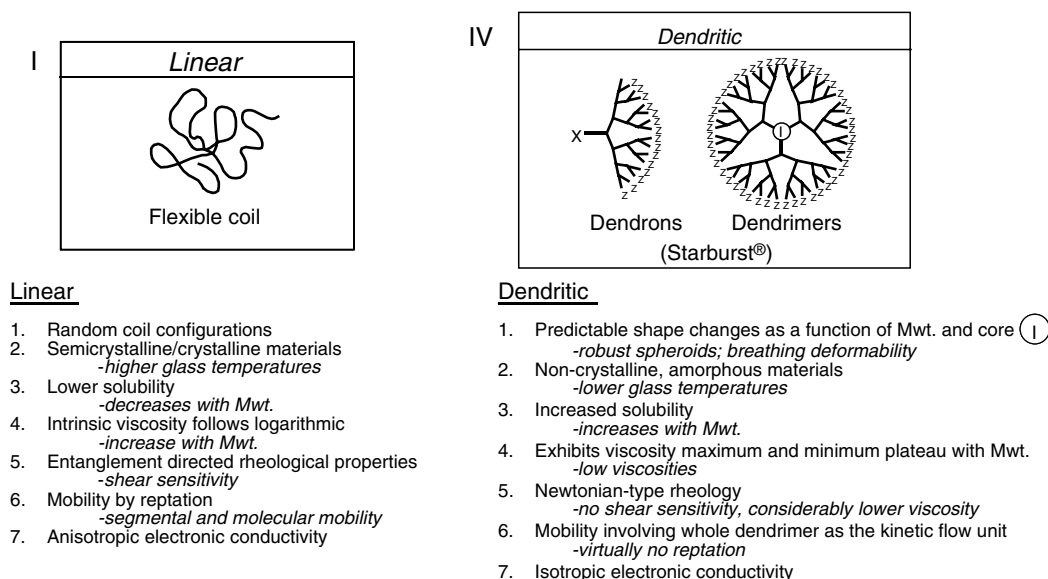 I
Linear
Flexible coil
IV
Dendritic
X
I
Dendrons Dendrimers
(Starburst®)
Linear
1. Random coil configurations
2. Semicrystalline/crystalline materials
-higher glass temperatures
3. Lower solubility
-decreases with Mwt.
4. Intrinsic viscosity follows logarithmic
-increase with Mwt.
5. Entanglement directed rheological properties
-shear sensitivity
6. Mobility by reptation
-segmental and molecular mobility
7. Anisotropic electronic conductivity
Dendritic
1. Predictable shape changes as a function of Mwt. and core I
-robust spheroids; breathing deformability
2. Non-crystalline, amorphous materials
-lower glass temperatures
3. Increased solubility
-increases with Mwt.
4. Exhibits viscosity maximum and minimum plateau with Mwt.
-low viscosities
5. Newtonian-type rheology
-no shear sensitivity, considerably lower viscosity
6. Mobility involving whole dendrimer as the kinetic flow unit
-virtually no reptation
7. Isotropic electronic conductivity